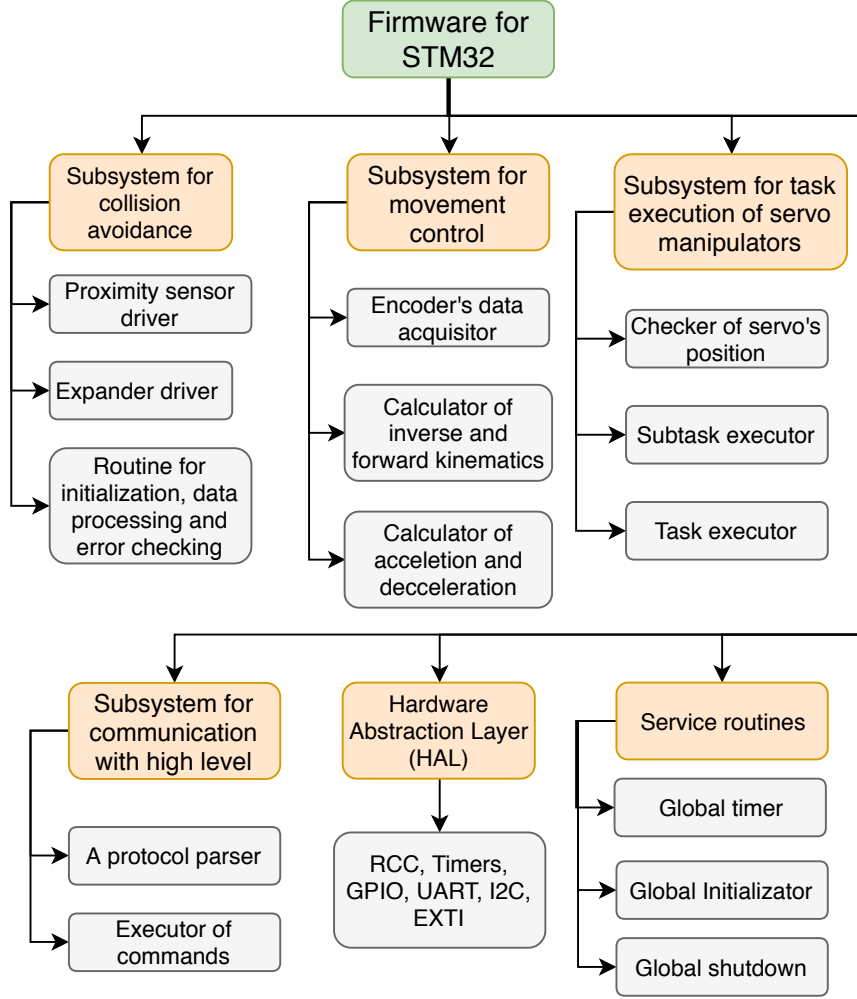 Firmware for
STM32
Subsystem for
collision
avoidance
Proximity sensor
driver
Expander driver
Routine for
initialization, data
processing and
error checking
Subsystem for
movement
control
Encoder's data
acquisitor
Calculator of
inverse and
forward kinematics
Calculator of
acceletion and
decceleration
Subsystem for task
execution of servo
manipulators
Checker of servo's
position
Subtask executor
Task executor
Subsystem for
communication
with high level
A protocol parser
Executor of
commands
Hardware
Abstraction Layer
(HAL)
RCC, Timers,
GPIO, UART, I2C,
EXTI
Service routines
Global timer
Global Initializator
Global shutdown